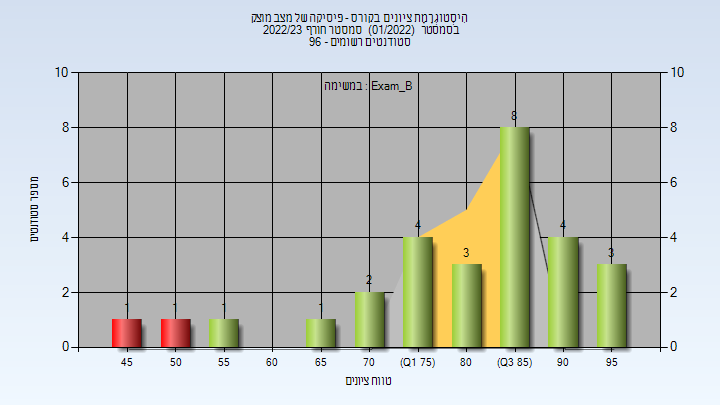 היסטוגרמת ציונים בקורס - פיסיקה של מצב מוצק
בסמסטר (01/2022) סמסטר חורף 2022/23
סטודנטים רשומים - 96
במשימה : Exam_B
מספר סטודנטים
10 10
8 8
6 6
4 4
2 2
0 0
1 1 1 1 2 4 3 8 4 3
45 50 55 60 65 70 (Q1 75) 80 (Q3 85) 90 95
טווח ציונים